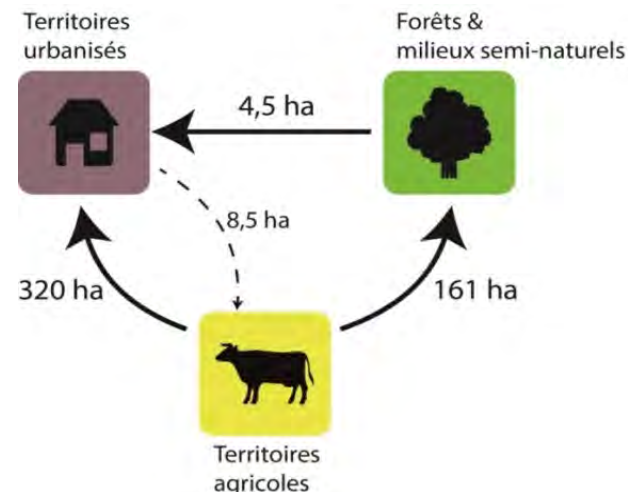 Territoires
urbanisés
Forêts &
milieux semi-naturels
4,5 ha
8,5 ha
320 ha
161 ha
Territoires
agricoles